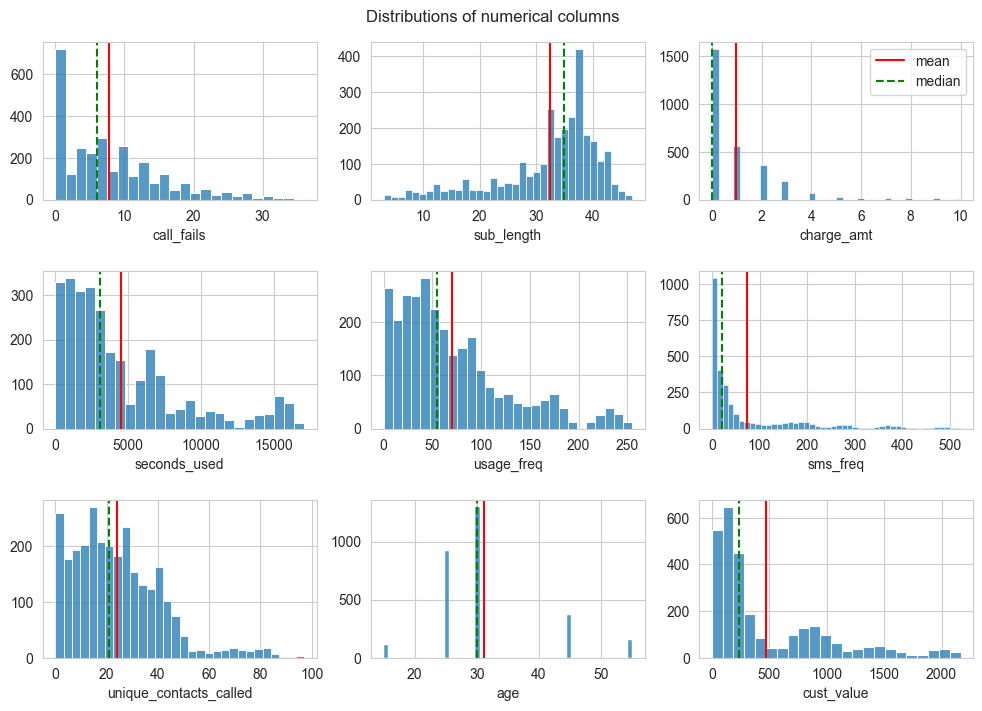 Distributions of numerical columns
600
400
200
0
0 10 20 30
call_fails
400
300
200
100
0
10 20 30 40
sub_length
1500
1000
500
0
0 2 4 6 8 10
charge_amt
mean
median
300
200
100
0
0 5000 10000 15000
seconds_used
200
100
0
0 50 100 150 200 250
usage_freq
1000
750
500
250
0
0 100 200 300 400 500
sms_freq
200
100
0
0 20 40 60 80 100
unique_contacts_called
1000
500
0
20 30 40 50
age
600
400
200
0
0 500 1000 1500 2000
cust_value